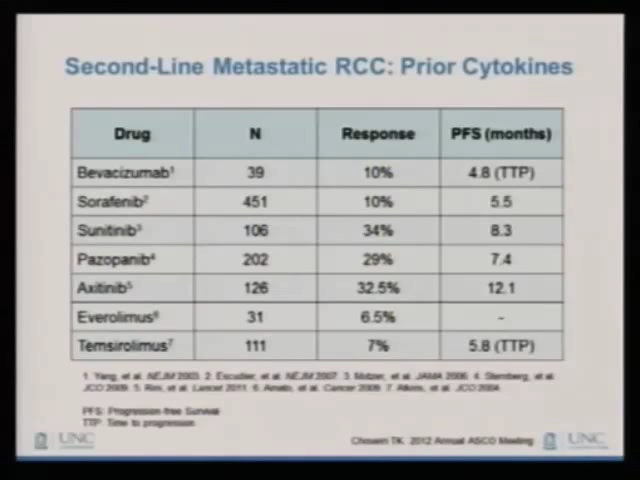 Second-Line Metastatic RCC: Prior Cytokines
Drug N Response PFS (months)
Bevacizumab¹ 39 10% 4.8 (TTP)
Sorafenib² 451 10% 5.5
Sunitinib³ 106 34% 8.3
Pazopanib⁴ 202 29% 7.4
Axitinib⁵ 126 32.5% 12.1
Everolimus⁶ 31 6.5% -
Temsirolimus⁷ 111 7% 5.8 (TTP)
1. Yang, et al. NEJM 2003. 2. Escudier, et al. NEJM 2007. 3. Motzer, et al. JAMA 2006. 4. Sternberg, et al.
JCO 2009. 5. Rini, et al. Lancet 2011. 6. Amato, et al. Cancer 2009. 7. Atkins, et al. JCO 2004.
PFS: Progression-free Survival
TTP: Time to progression
UNC TK. 2012 Annual ASCO Meeting UNC